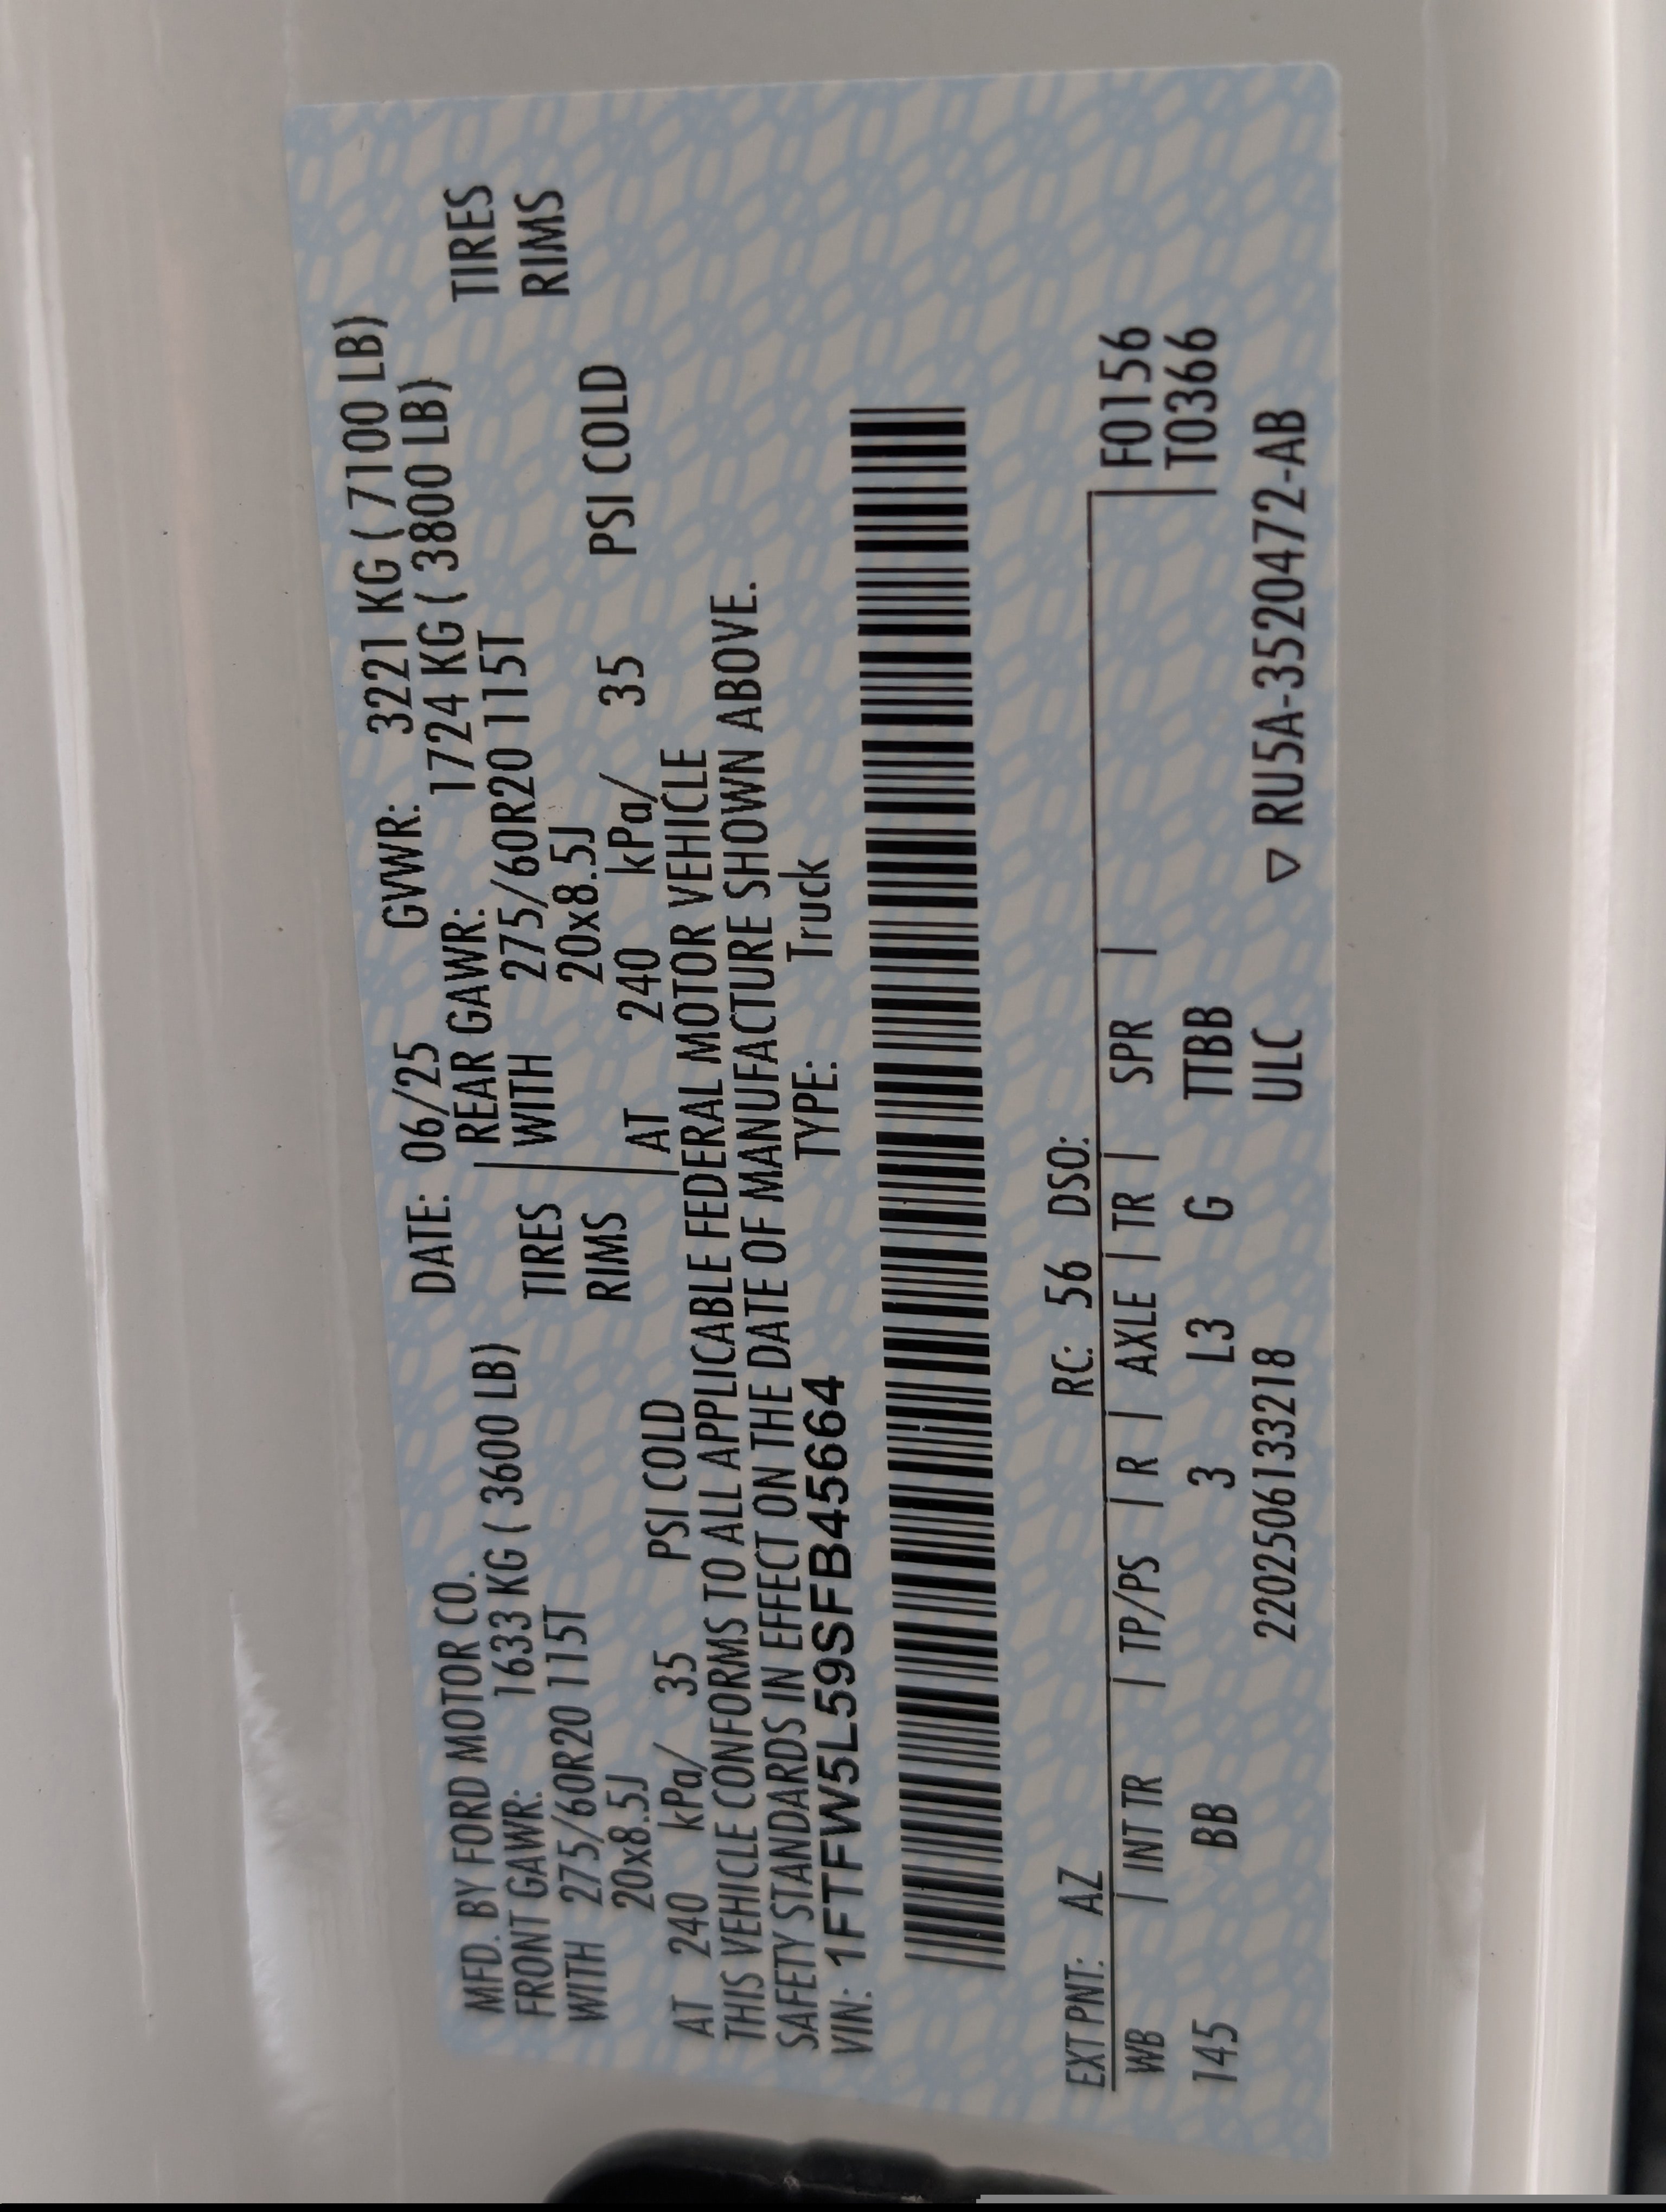 MFD. BY FORD MOTOR CO. DATE: 06/25 GVWR: 3221 KG ( 7100 LB)
FRONT GAWR: 1633 KG ( 3600 LB) REAR GAWR: 1724 KG ( 3800 LB)
WITH 275/60R20 115T TIRES WITH 275/60R20 115T TIRES
20x8.5J RIMS 20x8.5J RIMS
AT 240 kPa/ 35 PSI COLD AT 240 kPa/ 35 PSI COLD
THIS VEHICLE CONFORMS TO ALL APPLICABLE FEDERAL MOTOR VEHICLE
SAFETY STANDARDS IN EFFECT ON THE DATE OF MANUFACTURE SHOWN ABOVE.
VIN: 1FTFW5L59SFB45664 TYPE: Truck
EXT PNT: AZ RC: 56 DSO:
WB | INT TR | TP/PS | R | AXLE | TR | SPR | F0156
145 BB 3 L3 G TTBB T0366
220250613 3218 ULC ▽ RU5A-3520472-AB